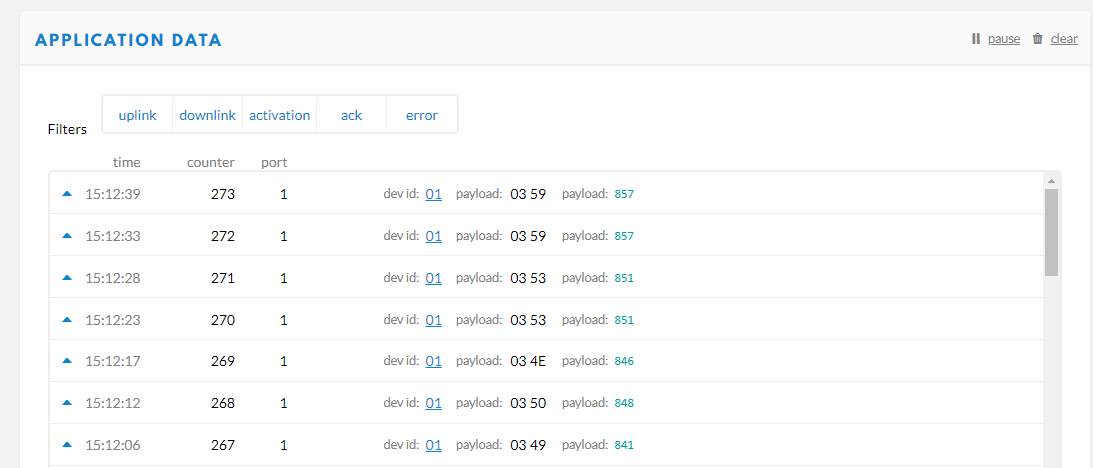 APPLICATION DATA pause clear
Filters uplink downlink activation ack error
time counter port
15:12:39 273 1 dev id: 01 payload: 03 59 payload: 857
15:12:33 272 1 dev id: 01 payload: 03 59 payload: 857
15:12:28 271 1 dev id: 01 payload: 03 53 payload: 851
15:12:23 270 1 dev id: 01 payload: 03 53 payload: 851
15:12:17 269 1 dev id: 01 payload: 03 4E payload: 846
15:12:12 268 1 dev id: 01 payload: 03 50 payload: 848
15:12:06 267 1 dev id: 01 payload: 03 49 payload: 841